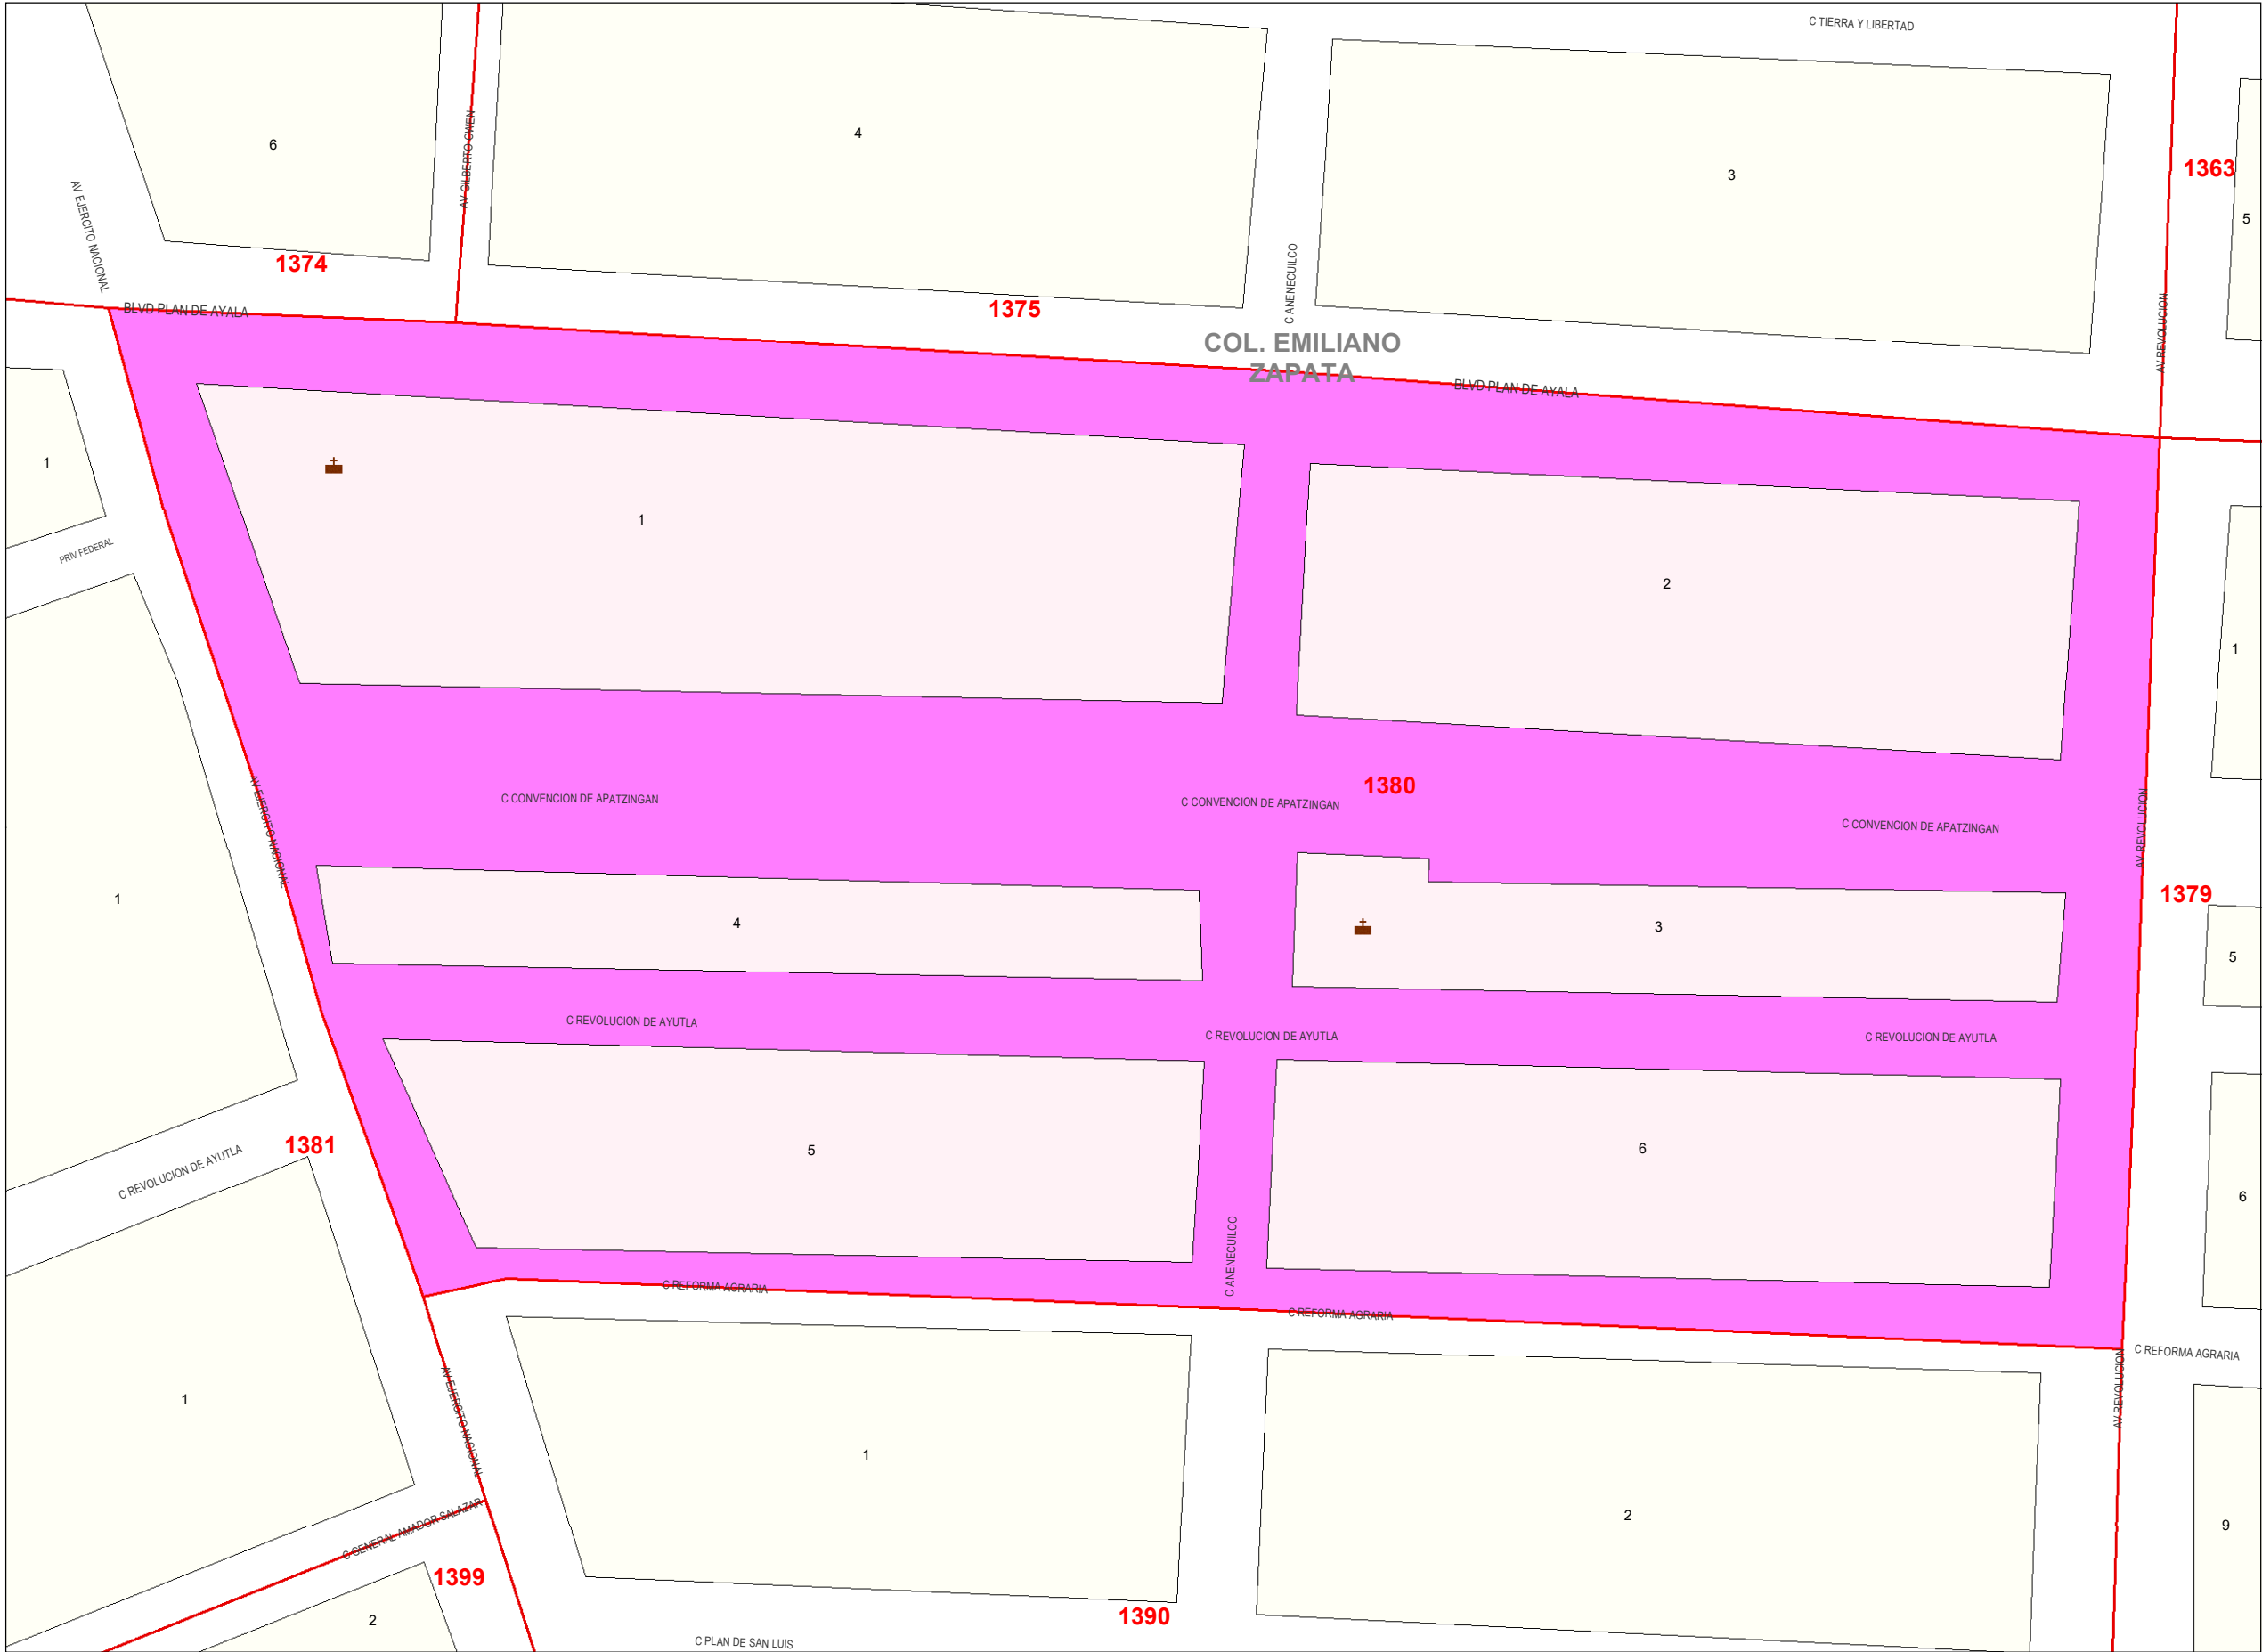 C TIERRA Y LIBERTAD
6
4
3
1363
5
AV GILBERTO OWEN
AV EJERCITO NACIONAL
1374
1375
C ANENECUILCO
AV REVOLUCION
BLVD PLAN DE AYALA
COL. EMILIANO
ZAPATA
BLVD PLAN DE AYALA
1
1
2
PRIV FEDERAL
1
1380
C CONVENCION DE APATZINGAN
C CONVENCION DE APATZINGAN
C CONVENCION DE APATZINGAN
AV EJERCITO NACIONAL
AV REVOLUCION
1379
1
4
3
5
C REVOLUCION DE AYUTLA
C REVOLUCION DE AYUTLA
C REVOLUCION DE AYUTLA
1381
C REVOLUCION DE AYUTLA
5
6
6
C ANENECUILCO
C REFORMA AGRARIA
C REFORMA AGRARIA
C REFORMA AGRARIA
AV REVOLUCION
AV EJERCITO NACIONAL
1
1
2
9
C GENERAL AMADOR SALAZAR
1399
2
1390
C PLAN DE SAN LUIS